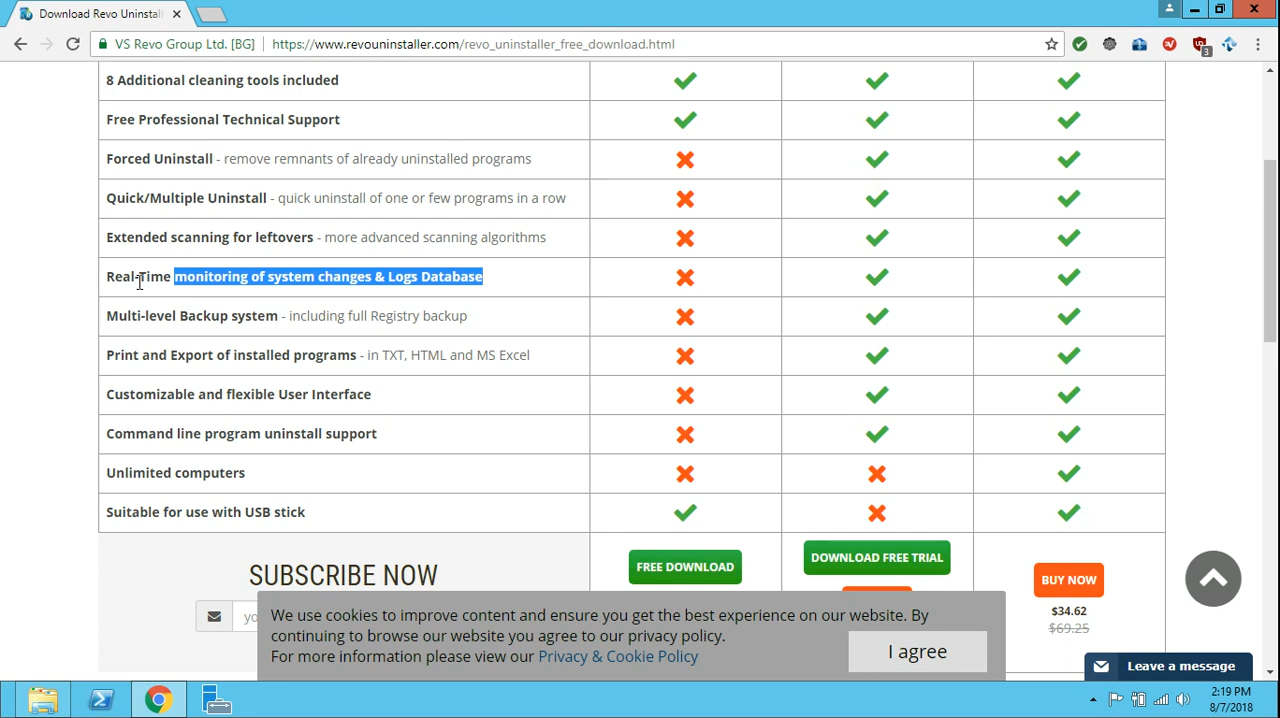 Download Revo Uninstal
VS Revo Group Ltd. [BG]
https://www.revouninstaller.com/revo_uninstaller_free_download.html
3
8 Additional cleaning tools included
Free Professional Technical Support
Forced Uninstall - remove remnants of already uninstalled programs
Quick/Multiple Uninstall - quick uninstall of one or few programs in a row
Extended scanning for leftovers - more advanced scanning algorithms
Real-Time monitoring of system changes & Logs Database
Multi-level Backup system - including full Registry backup
Print and Export of installed programs - in TXT, HTML and MS Excel
Customizable and flexible User Interface
Command line program uninstall support
Unlimited computers
Suitable for use with USB stick
SUBSCRIBE NOW
yo
FREE DOWNLOAD
DOWNLOAD FREE TRIAL
BUY NOW
$34.62
$69.25
We use cookies to improve content and ensure you get the best experience on our website. By
continuing to browse our website you agree to our privacy policy.
For more information please view our Privacy & Cookie Policy
I agree
Leave a message
2:19 PM
8/7/2018